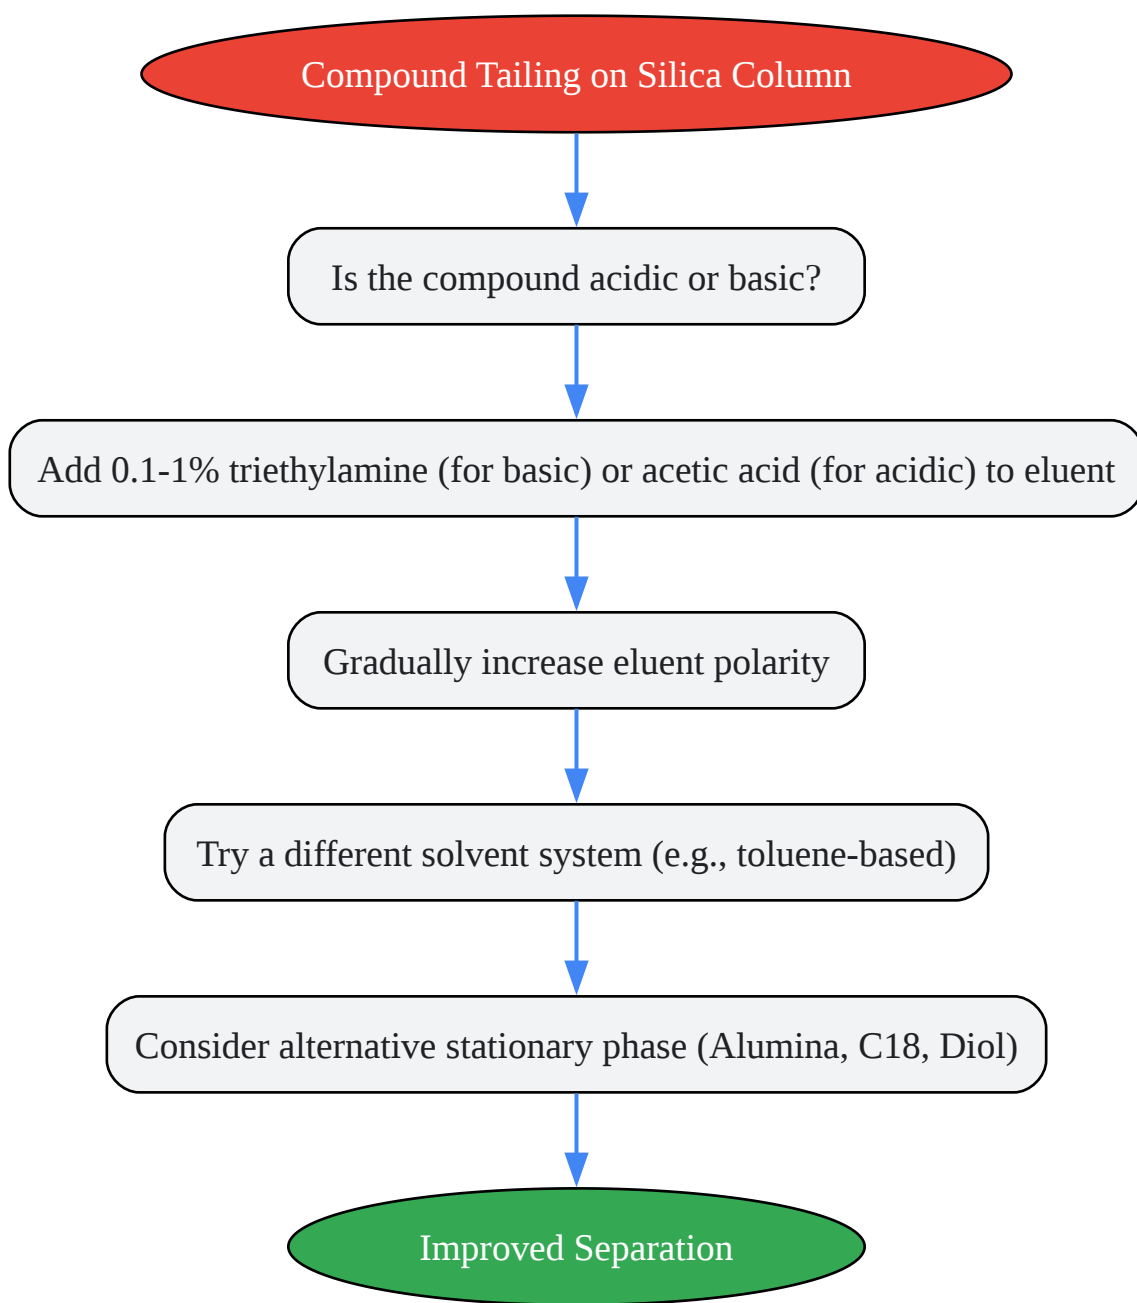 Compound Tailing on Silica Column
Is the compound acidic or basic?
Add 0.1-1% triethylamine (for basic) or acetic acid (for acidic) to eluent
Gradually increase eluent polarity
Try a different solvent system (e.g., toluene-based)
Consider alternative stationary phase (Alumina, C18, Diol)
Improved Separation